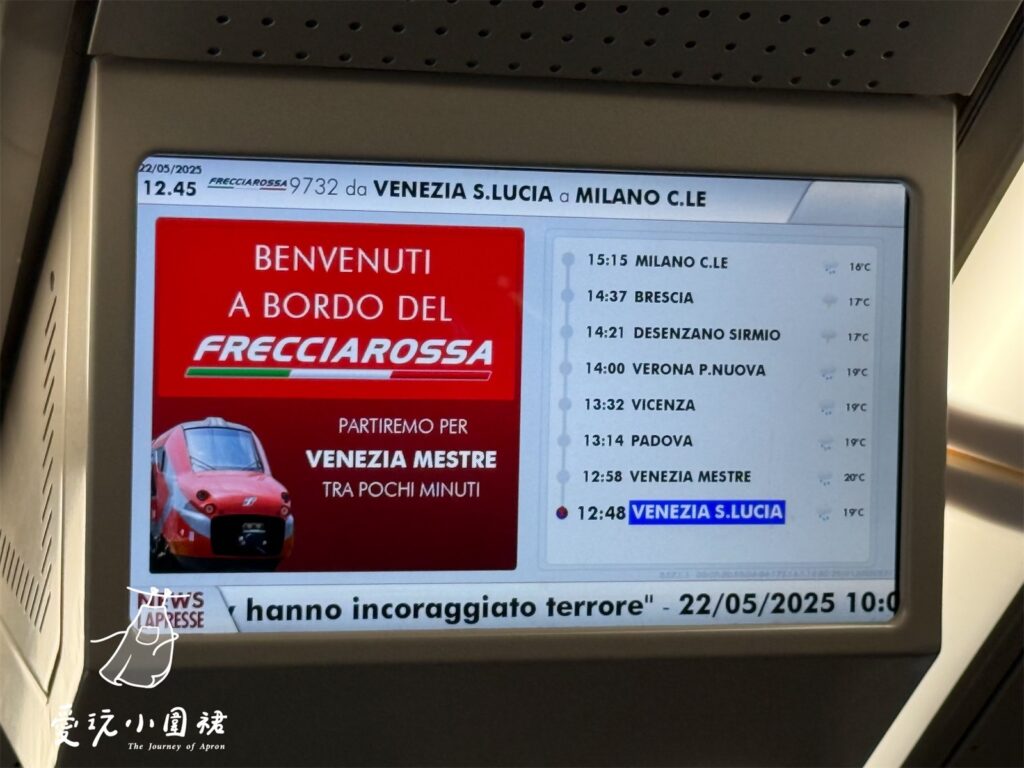 22/05/2025
12.45 FRECCIAROSSA 9732 da VENEZIA S.LUCIA a MILANO C.LE
BENVENUTI
A BORDO DEL
FRECCIAROSSA
PARTIREMO PER
VENEZIA MESTRE
TRA POCHI MINUTI
15:15 MILANO C.LE 16°C
14:37 BRESCIA 17°C
14:21 DESENZANO SIRMIO 17°C
14:00 VERONA P.NUOVA 19°C
13:32 VICENZA 19°C
13:14 PADOVA 19°C
12:58 VENEZIA MESTRE 20°C
12:48 VENEZIA S.LUCIA 19°C
NEWS
LAPRESSE
hanno incoraggiato terrore" - 22/05/2025 10:0
愛玩小圍裙
The Journey of Apron